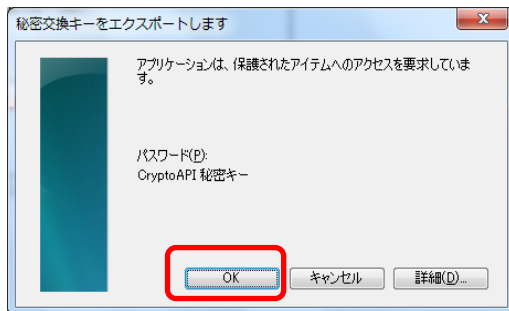 秘密交換キーをエクスポートします
アプリケーションは、保護されたアイテムへのアクセスを要求していま
す。
パスワード(P):
CryptoAPI 秘密キー
OK
キャンセル
詳細(D)...